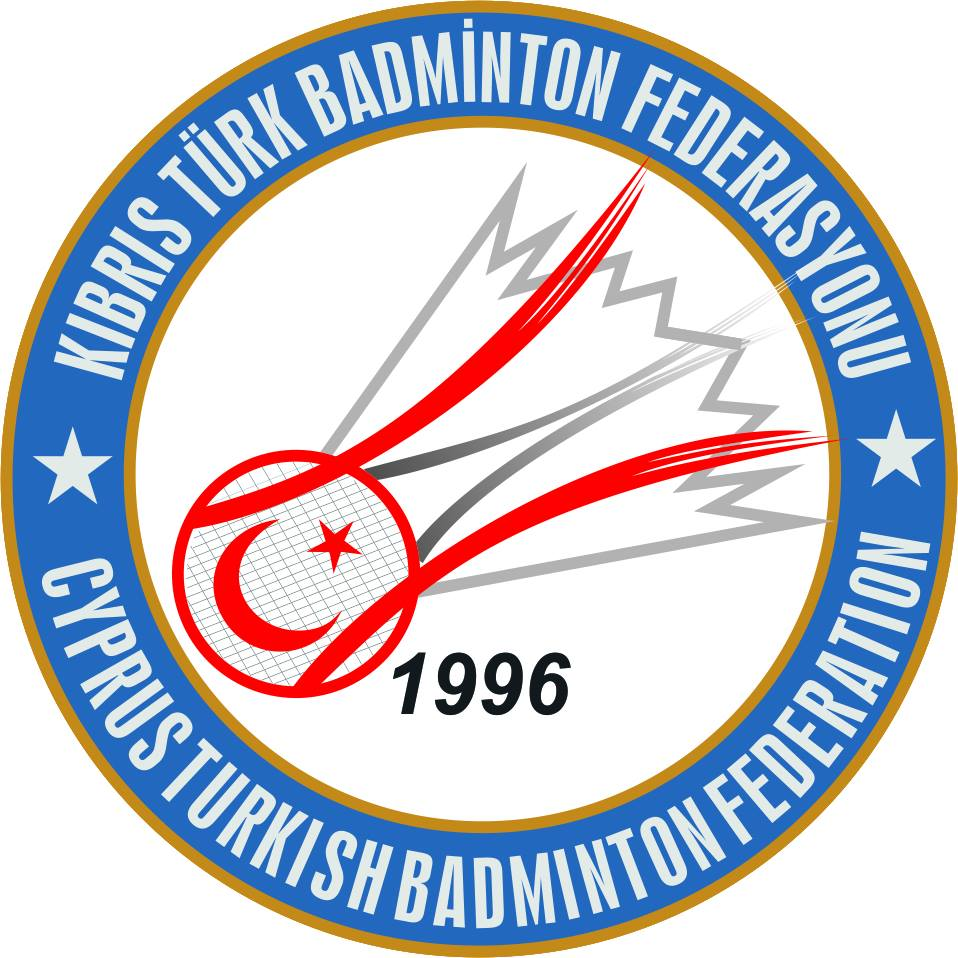 KIBRIS TÜRK BADMİNTON FEDERASYONU
1996
CYPRUS TURKISH BADMINTON FEDERATION